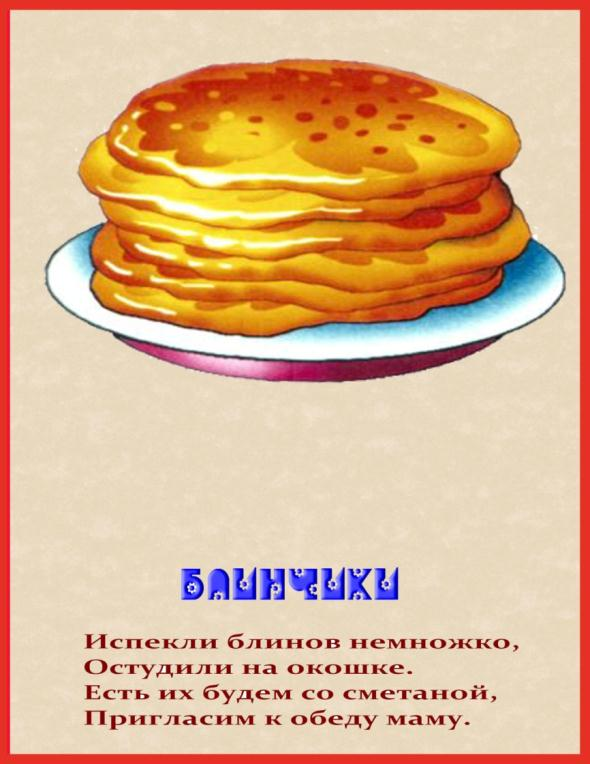 БЛИНЧИКИ
Испекли блинов немножко,
Остудили на окошке.
Есть их будем со сметаной,
Пригласим к обеду маму.